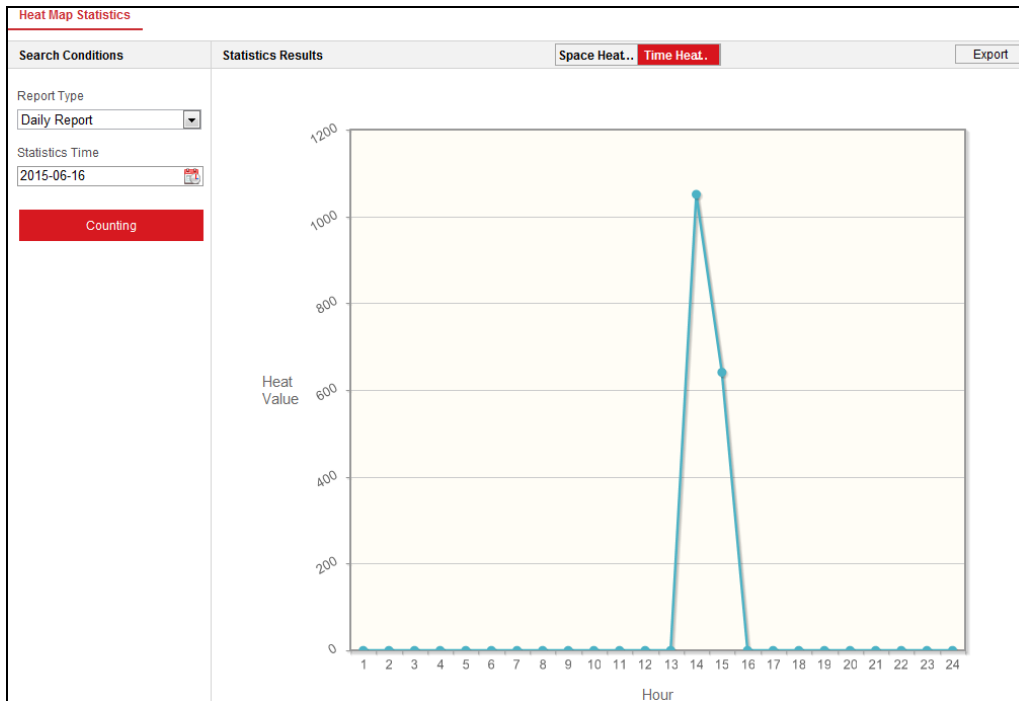 Heat Map Statistics
Search Conditions
Statistics Results
Space Heat...
Time Heat..
Export
Report Type
Daily Report
Statistics Time
2015-06-16
Counting
1200
1000
800
600
400
200
0
Heat
Value
1 2 3 4 5 6 7 8 9 10 11 12 13 14 15 16 17 18 19 20 21 22 23 24
Hour